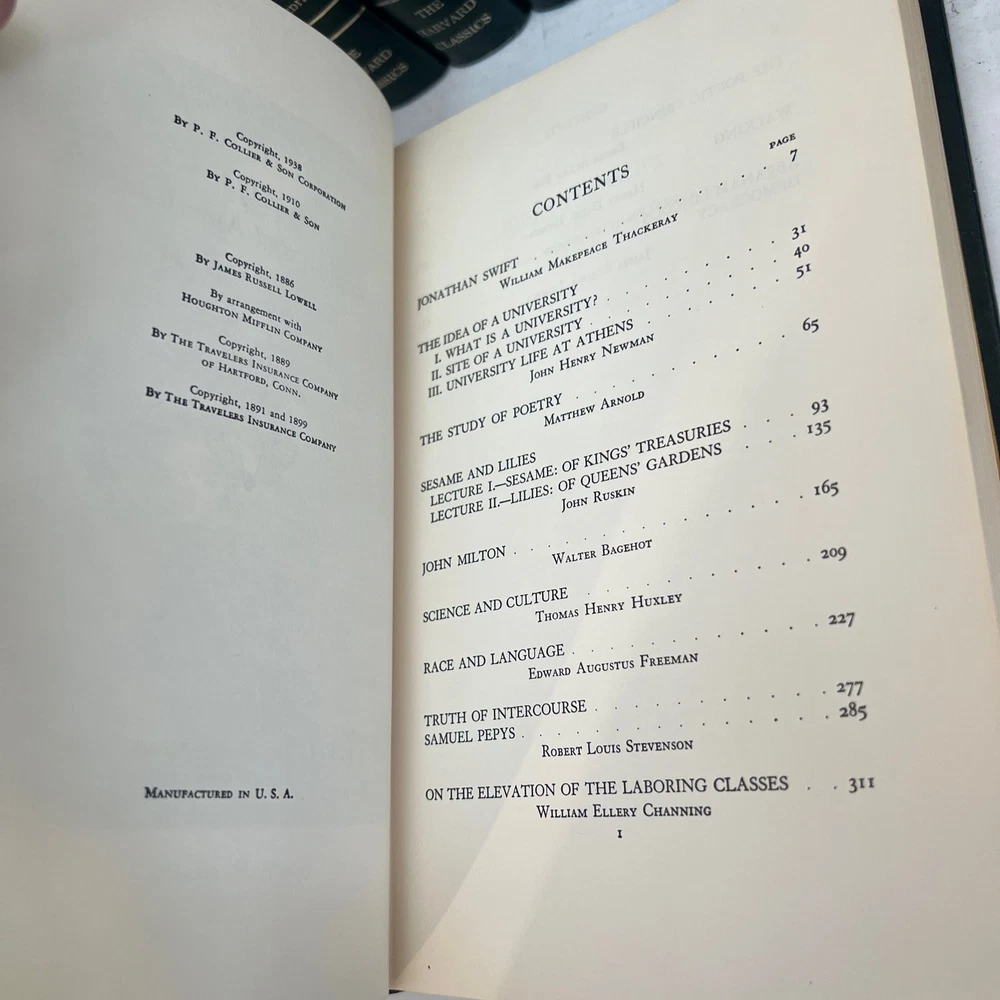 THE
HARVARD
CLASSICS
ARD
Copyright, 1938
By P. F. Collier & Son Corporation
Copyright, 1910
By P. F. Collier & Son
Copyright, 1886
By James Russell Lowell
By arrangement with
Houghton Mifflin Company
Copyright, 1889
By The Travelers Insurance Company
of Hartford, Conn.
Copyright, 1891 and 1899
By The Travelers Insurance Company
Manufactured in U. S. A.
CONTENTS
PAGE
JONATHAN SWIFT . . . . . . . . . 7
William Makepeace Thackeray
THE IDEA OF A UNIVERSITY
I. WHAT IS A UNIVERSITY? . . . . . . . 31
II. SITE OF A UNIVERSITY . . . . . . . 40
III. UNIVERSITY LIFE AT ATHENS . . . . . . 51
John Henry Newman
THE STUDY OF POETRY . . . . . . . . 65
Matthew Arnold
SESAME AND LILIES
LECTURE I.—SESAME: OF KINGS' TREASURIES . . . 93
LECTURE II.—LILIES: OF QUEENS' GARDENS . . . 135
John Ruskin
JOHN MILTON . . . . . . . . . . 165
Walter Bagehot
SCIENCE AND CULTURE . . . . . . . . 209
Thomas Henry Huxley
RACE AND LANGUAGE . . . . . . . . 227
Edward Augustus Freeman
TRUTH OF INTERCOURSE . . . . . . . . 277
SAMUEL PEPYS . . . . . . . . . . 285
Robert Louis Stevenson
ON THE ELEVATION OF THE LABORING CLASSES . . 311
William Ellery Channing
1